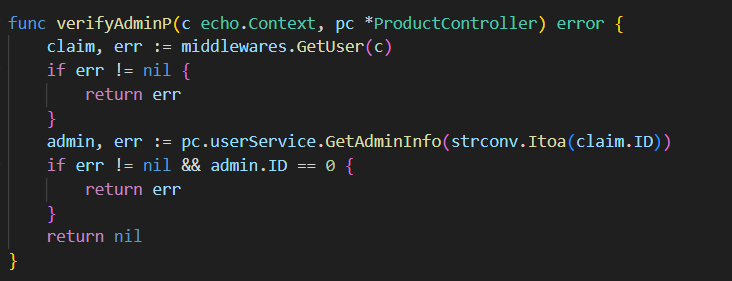 func verifyAdminP(c echo.Context, pc *ProductController) error {
    claim, err := middlewares.GetUser(c)
    if err != nil {
        return err
    }
    admin, err := pc.userService.GetAdminInfo(strconv.Itoa(claim.ID))
    if err != nil && admin.ID == 0 {
        return err
    }
    return nil
}